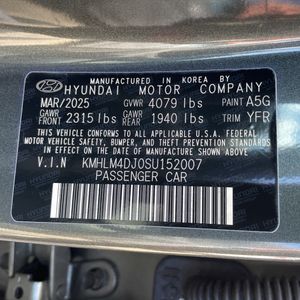 MANUFACTURED IN KOREA BY
HYUNDAI MOTOR COMPANY
MAR/2025 GVWR 4079 lbs PAINT A5G
GAWR FRONT 2315 lbs GAWR REAR 1940 lbs TRIM YFR
THIS VEHICLE CONFORMS TO ALL APPLICABLE U.S. FEDERAL MOTOR VEHICLE SAFETY, BUMPER, AND THEFT PREVENTION STANDARDS IN EFFECT ON THE DATE OF MANUFACTURE SHOWN ABOVE.
V.I.N KMHLM4DJ0SU152007
PASSENGER CAR